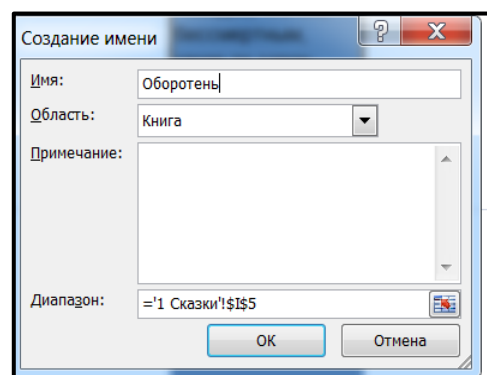 Создание имени
Имя: Оборотень
Область: Книга
Примечание:
Диапазон: ='1 Сказки'!$I$5
ОК Отмена